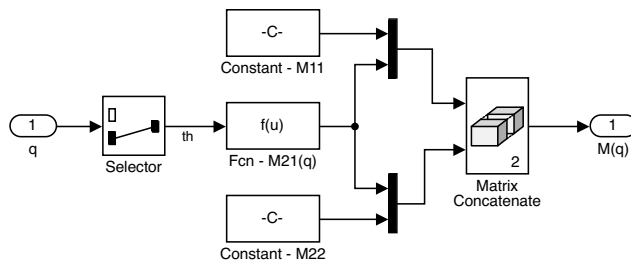 -C-
Constant - M11
1
q
Selector
th
f(u)
Fcn - M21(q)
2
Matrix
Concatenate
1
M(q)
-C-
Constant - M22